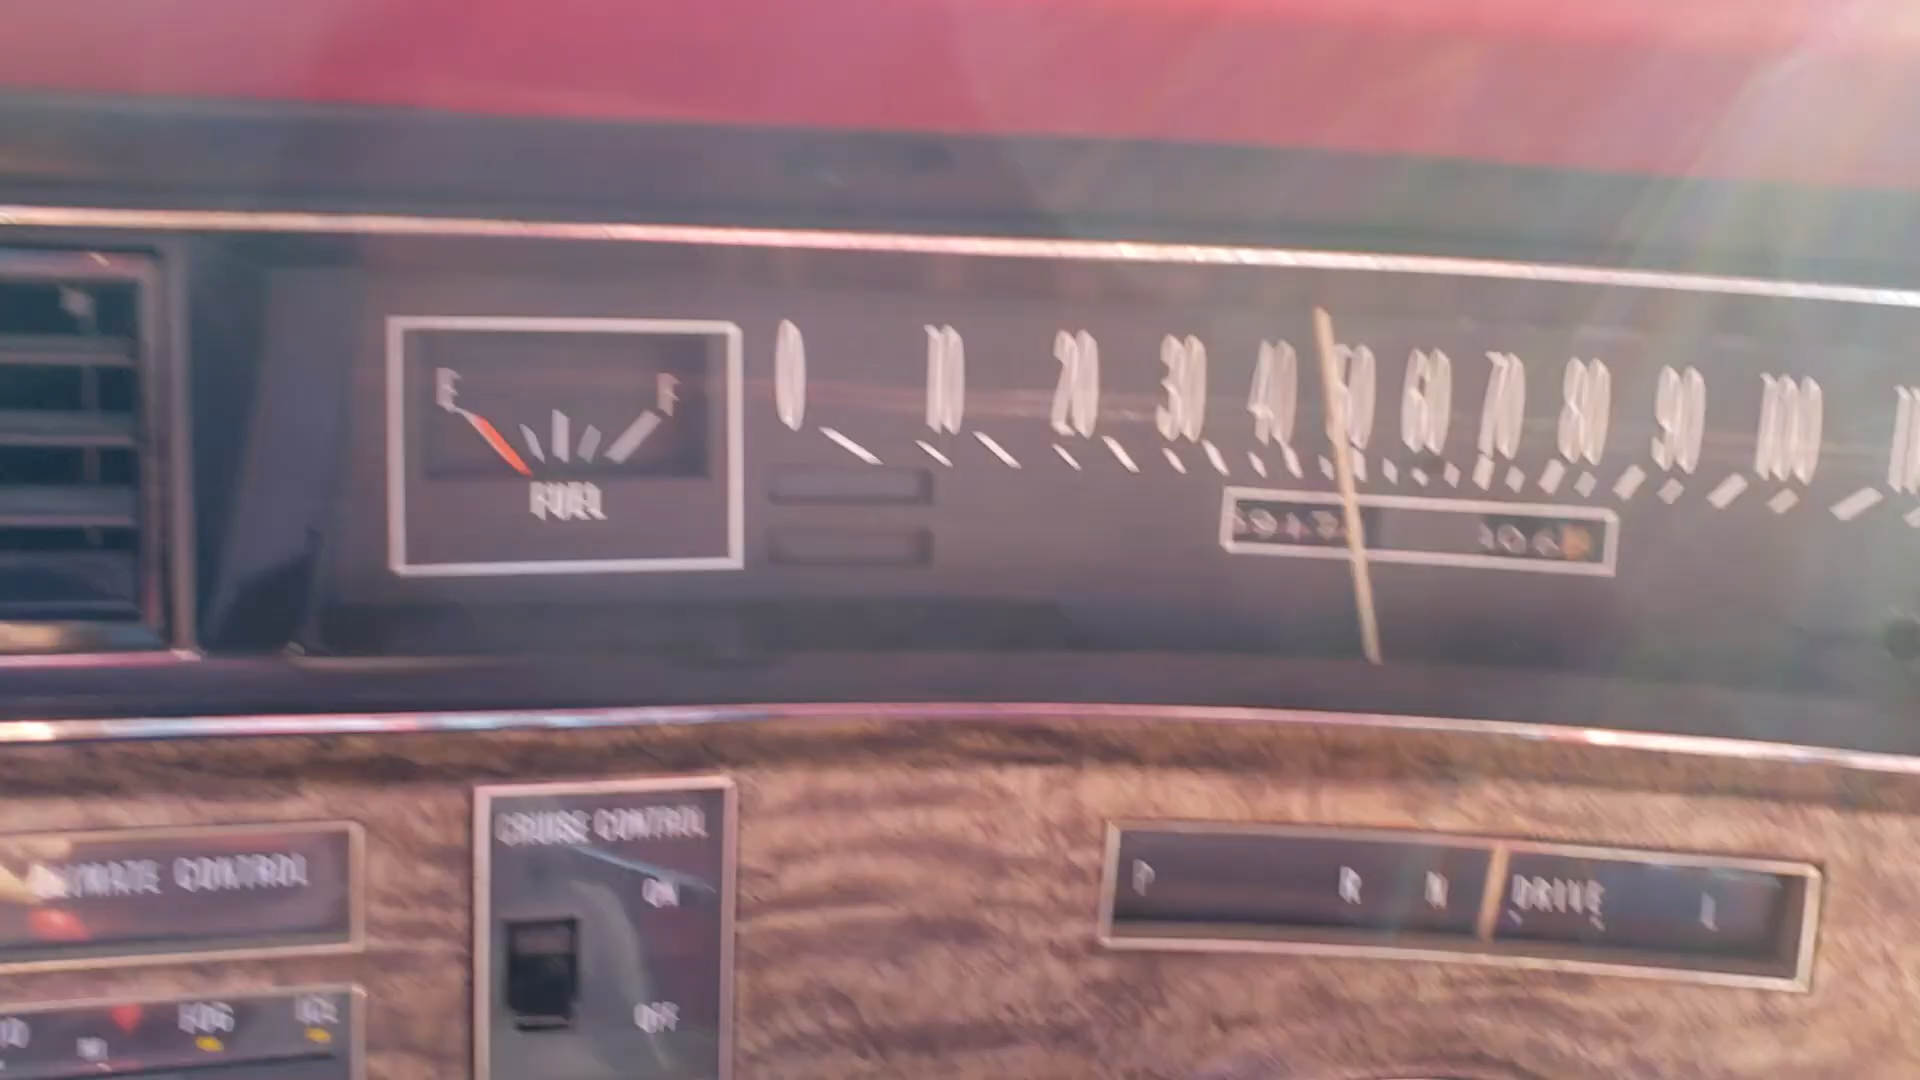 E F
FUEL
0 10 20 30 40 50 60 70 80 90 100
CLIMATE CONTROL
CRUISE CONTROL
ON
OFF
P R N DRIVE L
FOG